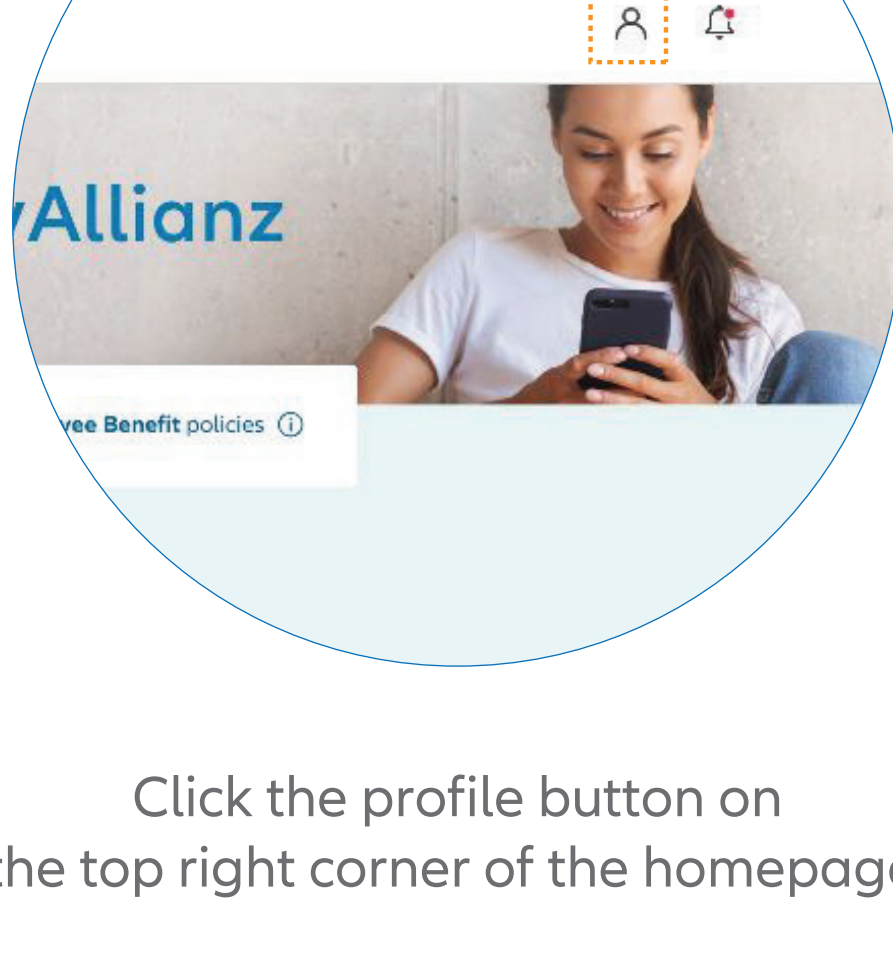 yAllianz
yee Benefit policies
Click the profile button on
the top right corner of the homepage